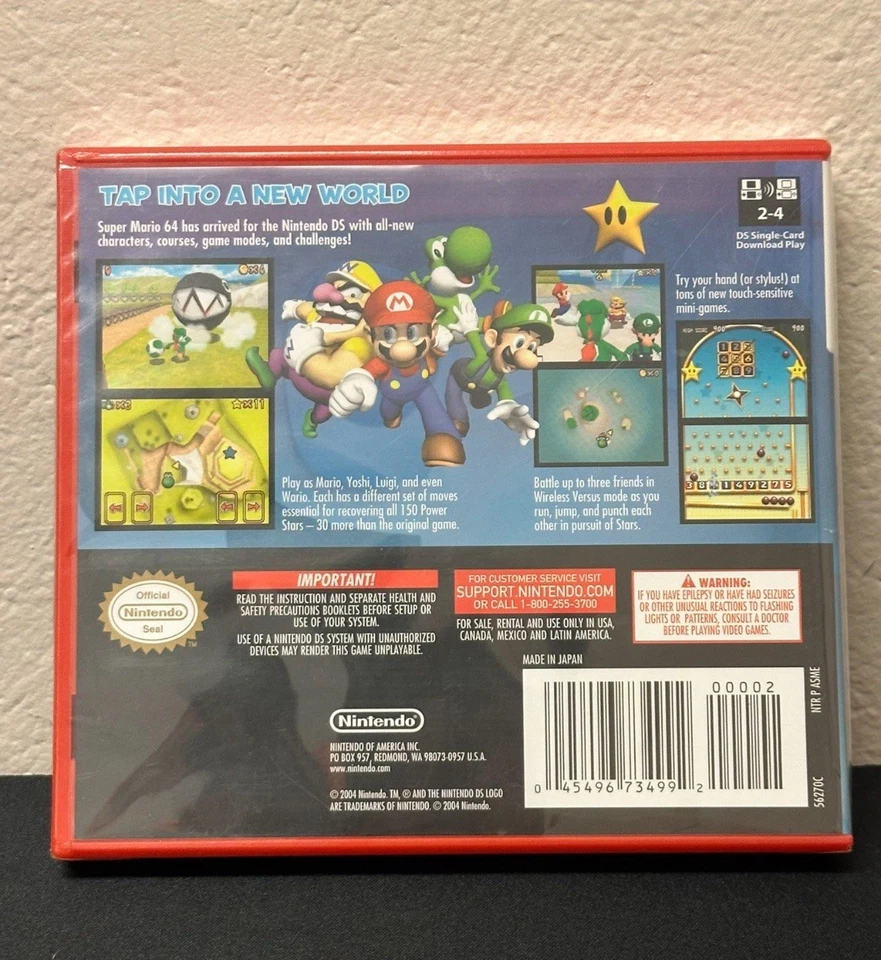 TAP INTO A NEW WORLD
Super Mario 64 has arrived for the Nintendo DS with all-new
characters, courses, game modes, and challenges!
2-4
DS Single-Card
Download Play
Try your hand (or stylus!) at
tons of new touch-sensitive
mini-games.
Play as Mario, Yoshi, Luigi, and even
Wario. Each has a different set of moves
essential for recovering all 150 Power
Stars – 30 more than the original game.
Battle up to three friends in
Wireless Versus mode as you
run, jump, and punch each
other in pursuit of Stars.
Official
Nintendo
Seal
TM
IMPORTANT!
READ THE INSTRUCTION AND SEPARATE HEALTH AND
SAFETY PRECAUTIONS BOOKLETS BEFORE SETUP OR
USE OF YOUR SYSTEM.
USE OF A NINTENDO DS SYSTEM WITH UNAUTHORIZED
DEVICES MAY RENDER THIS GAME UNPLAYABLE.
FOR CUSTOMER SERVICE VISIT
SUPPORT.NINTENDO.COM
OR CALL 1-800-255-3700
FOR SALE, RENTAL AND USE ONLY IN USA,
CANADA, MEXICO AND LATIN AMERICA.
WARNING:
IF YOU HAVE EPILEPSY OR HAVE HAD SEIZURES
OR OTHER UNUSUAL REACTIONS TO FLASHING
LIGHTS OR PATTERNS, CONSULT A DOCTOR
BEFORE PLAYING VIDEO GAMES.
MADE IN JAPAN
Nintendo®
NINTENDO OF AMERICA INC.
PO BOX 957, REDMOND, WA 98073-0957 U.S.A.
www.nintendo.com
© 2004 Nintendo. TM, ® AND THE NINTENDO DS LOGO
ARE TRADEMARKS OF NINTENDO. © 2004 Nintendo.
00002
0 45496 73499 2
NTR P ASME
56270C